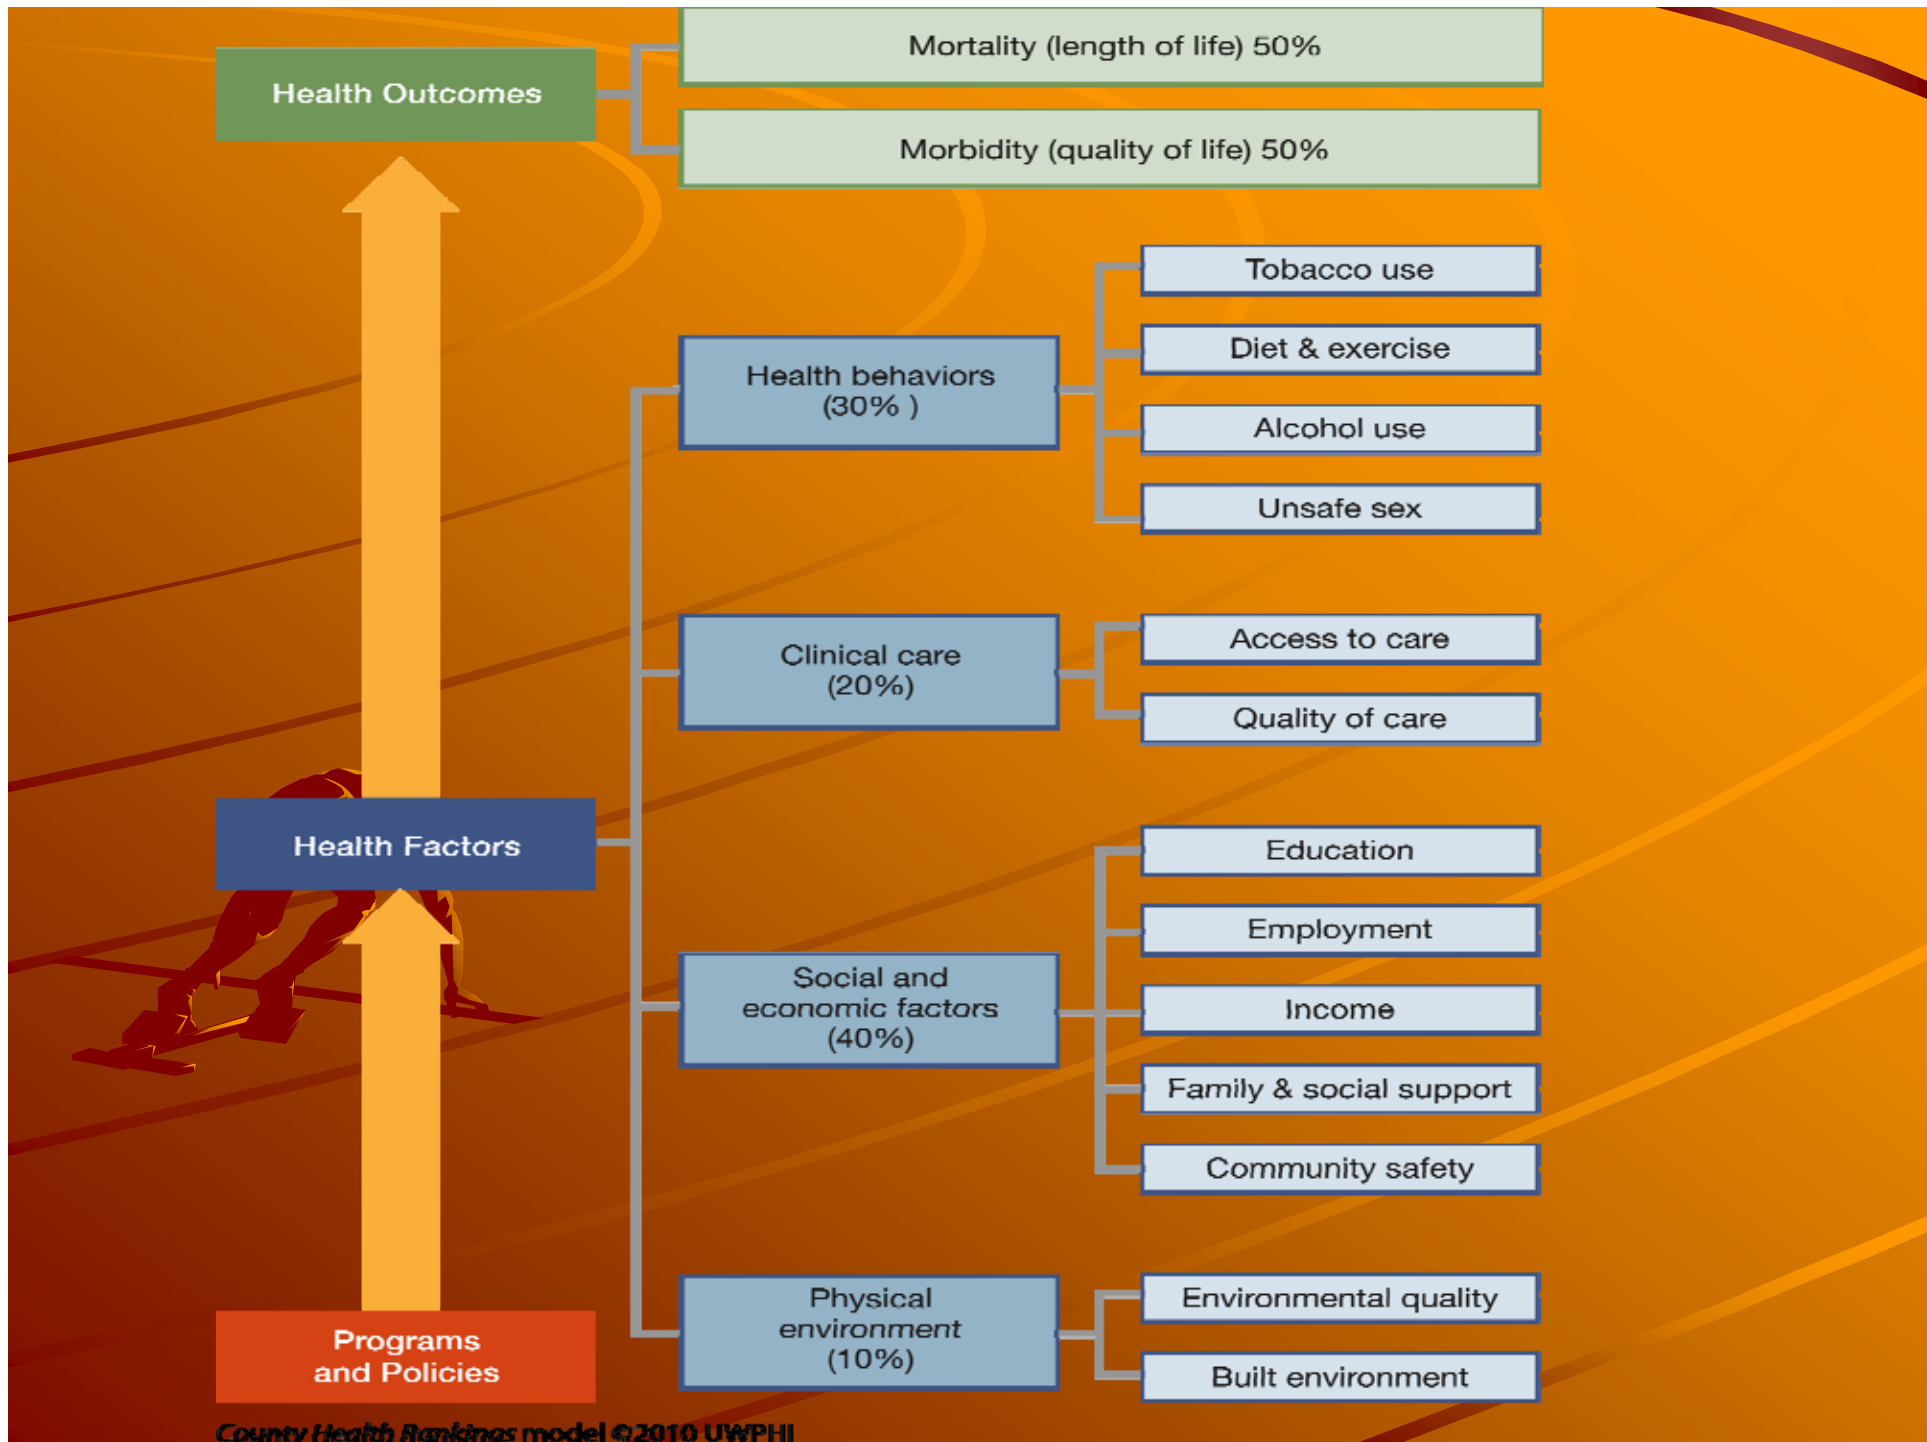 Mortality (length of life) 50%
Health Outcomes
Morbidity (quality of life) 50%
Tobacco use
Diet & exercise
Health behaviors
(30% )
Alcohol use
Unsafe sex
Access to care
Clinical care
(20%)
Quality of care
Health Factors
Education
Employment
Social and
economic factors
(40%)
Income
Family & social support
Community safety
Environmental quality
Physical
environment
(10%)
Built environment
Programs
and Policies
County Health Rankings model ©2010 UWPHI